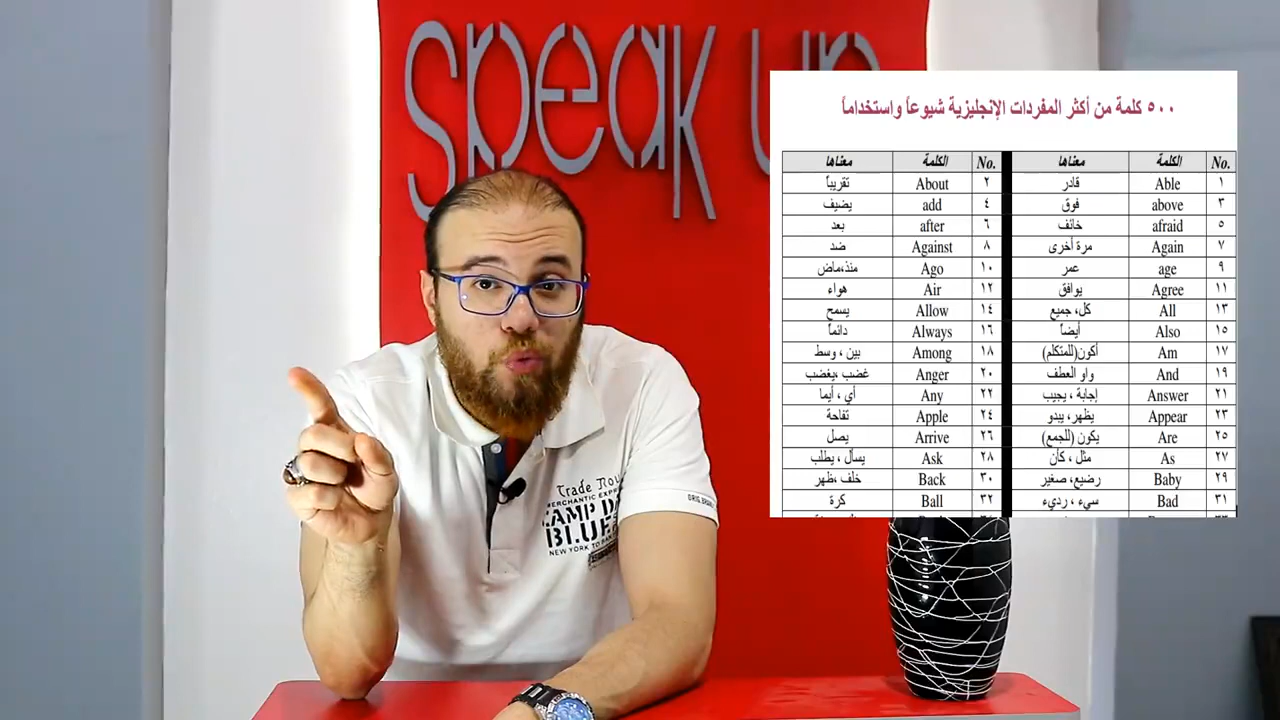 speak up
٥٠٠ كلمة من أكثر المفردات الإنجليزية شيوعاً واستخداماً
No. الكلمة معناها No. الكلمة معناها
١ Able قادر ٢ About تقريباً
٣ above فوق ٤ add يضيف
٥ afraid خائف ٦ after بعد
٧ Again مرة أخرى ٨ Against ضد
٩ age عمر ١٠ Ago منذ،ماض
١١ Agree يوافق ١٢ Air هواء
١٣ All كل، جميع ١٤ Allow يسمح
١٥ Also أيضاً ١٦ Always دائماً
١٧ Am أكون(للمتكلم) ١٨ Among بين ، وسط
١٩ And واو العطف ٢٠ Anger غضب ،يغضب
٢١ Answer إجابة ، يجيب ٢٢ Any أي ، أيما
٢٣ Appear يظهر، يبدو ٢٤ Apple تفاحة
٢٥ Are يكون (للجمع) ٢٦ Arrive يصل
٢٧ As مثل ، كأن ٢٨ Ask يسأل ، يطلب
٢٩ Baby رضيع، صغير ٣٠ Back خلف ،ظهر
٣١ Bad سيء ، رديء ٣٢ Ball كرة
Trade
BLUE
NEW YORK TO